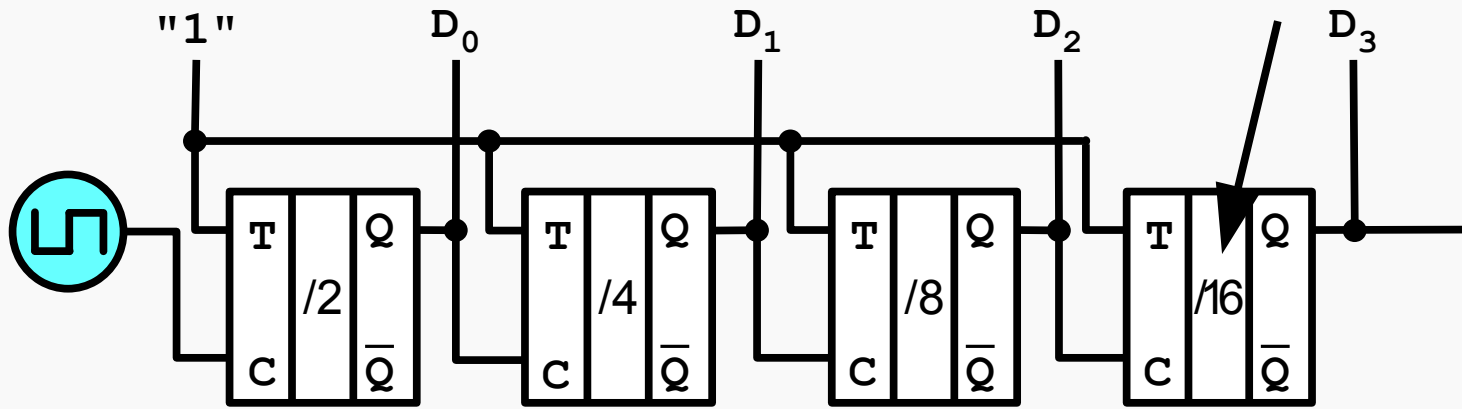 "1" D₀ D₁ D₂ D₃
T Q T Q T Q T Q
/2 /4 /8 /16
C Q̅ C Q̅ C Q̅ C Q̅